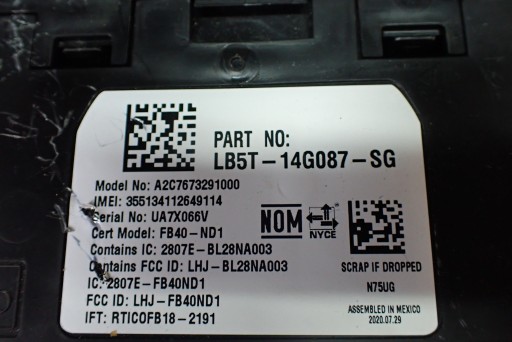 PART NO:
LB5T-14G087-SG
Model No: A2C7673291000
IMEI: 355134112649114
Serial No: UA7X066V
Cert Model: FB40-ND1
Contains IC: 2807E-BL28NA003
Contains FCC ID: LHJ-BL28NA003
IC: 2807E-FB40ND1
FCC ID: LHJ-FB40ND1
IFT: RTICOFB18-2191
NOM
NYCE
SCRAP IF DROPPED
N75UG
ASSEMBLED IN MEXICO
2020.07.29